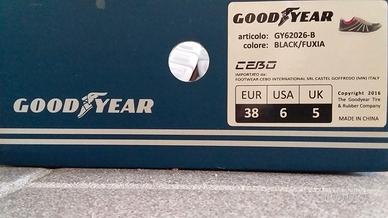 GOODYEAR
GOODYEAR
articolo: GY62026-B
colore: BLACK/FUXIA
CEBO
IMPORTATO da:
FOOTWEAR CEBO INTERNATIONAL SRL CASTEL GOFFREDO (MN) ITALY
EUR USA UK
38 6 5
Copyright 2016
The Goodyear Tire
& Rubber Company
MADE IN CHINA